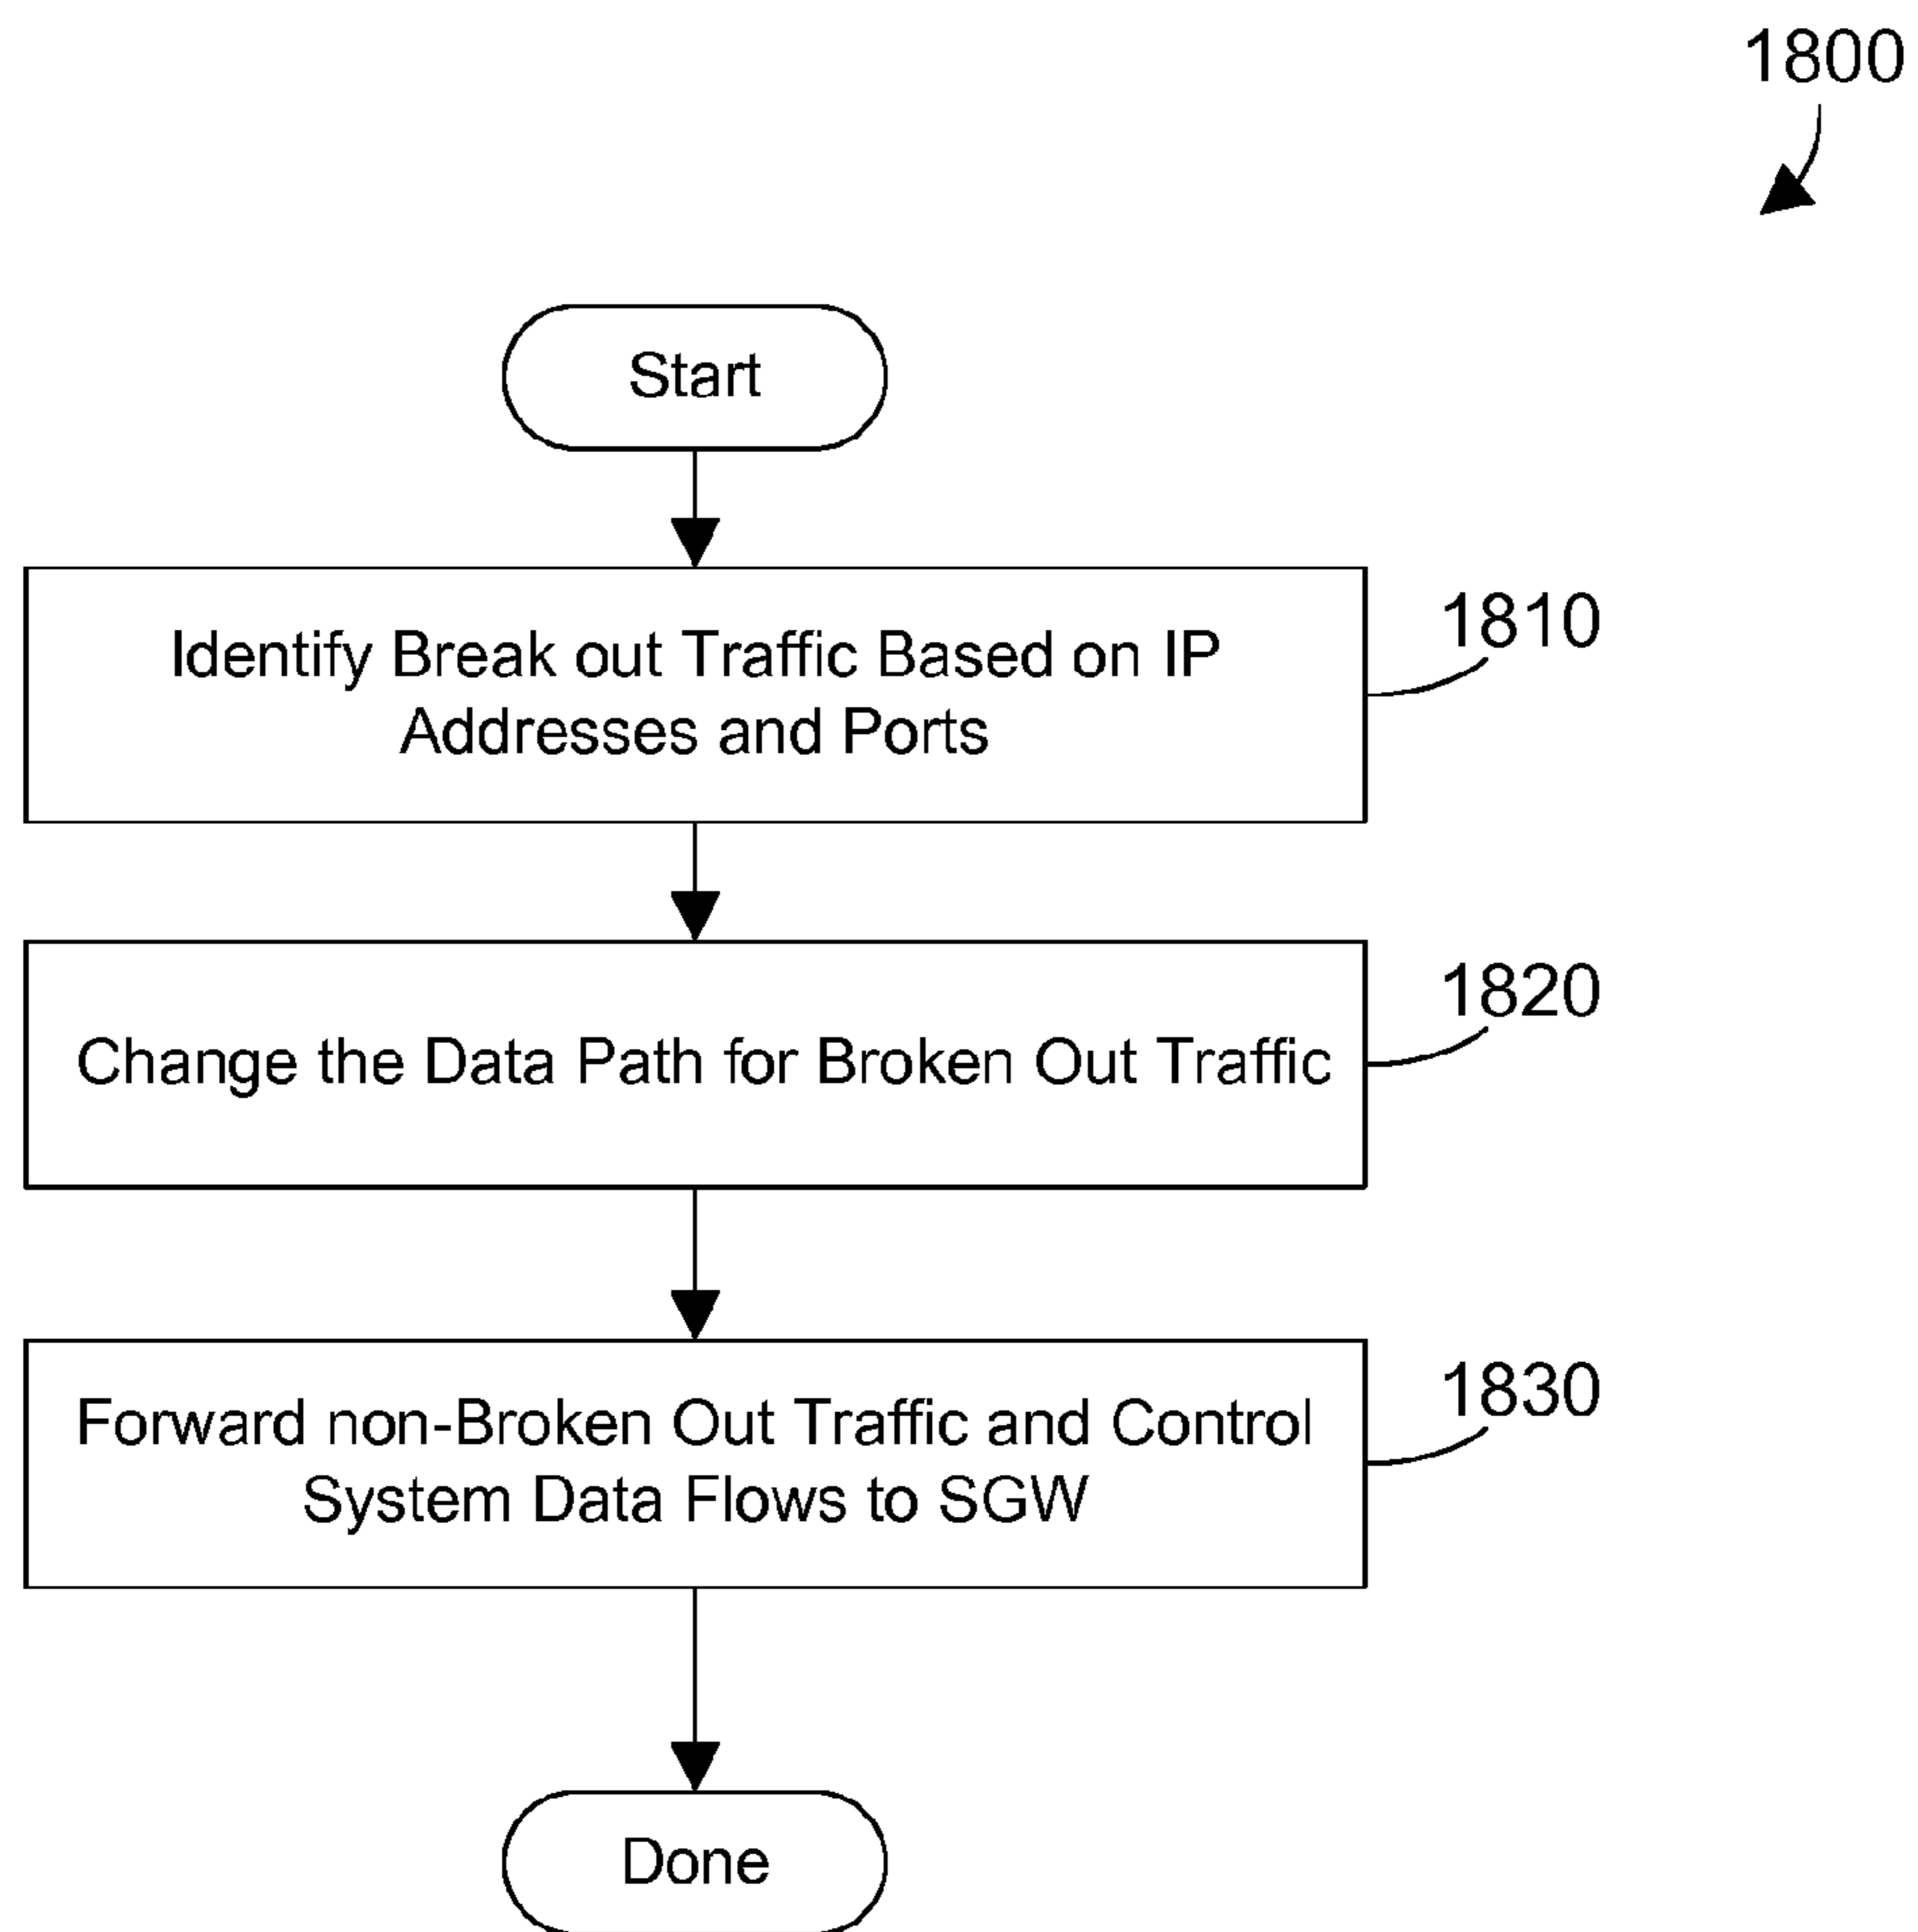 1800
Start
Identify Break out Traffic Based on IP
Addresses and Ports
1810
Change the Data Path for Broken Out Traffic
1820
Forward non-Broken Out Traffic and Control
System Data Flows to SGW
1830
Done